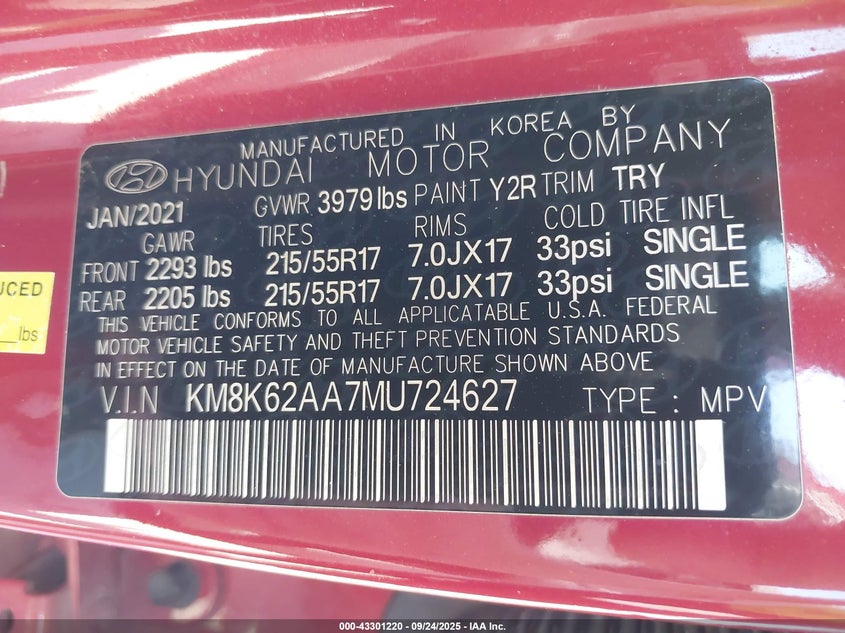 MANUFACTURED IN KOREA BY
HYUNDAI MOTOR COMPANY
JAN/2021 GVWR 3979 lbs PAINT Y2R TRIM TRY
GAWR TIRES RIMS COLD TIRE INFL
FRONT 2293 lbs 215/55R17 7.0JX17 33psi SINGLE
REAR 2205 lbs 215/55R17 7.0JX17 33psi SINGLE
THIS VEHICLE CONFORMS TO ALL APPLICATABLE U.S.A. FEDERAL
MOTOR VEHICLE SAFETY AND THEFT PREVENTION STANDARDS
IN EFFECT ON THE DATE OF MANUFACTURE SHOWN ABOVE
V.I.N KM8K62AA7MU724627 TYPE : MPV
UCED
lbs
000-43301220 - 09/24/2025 - IAA, Inc.